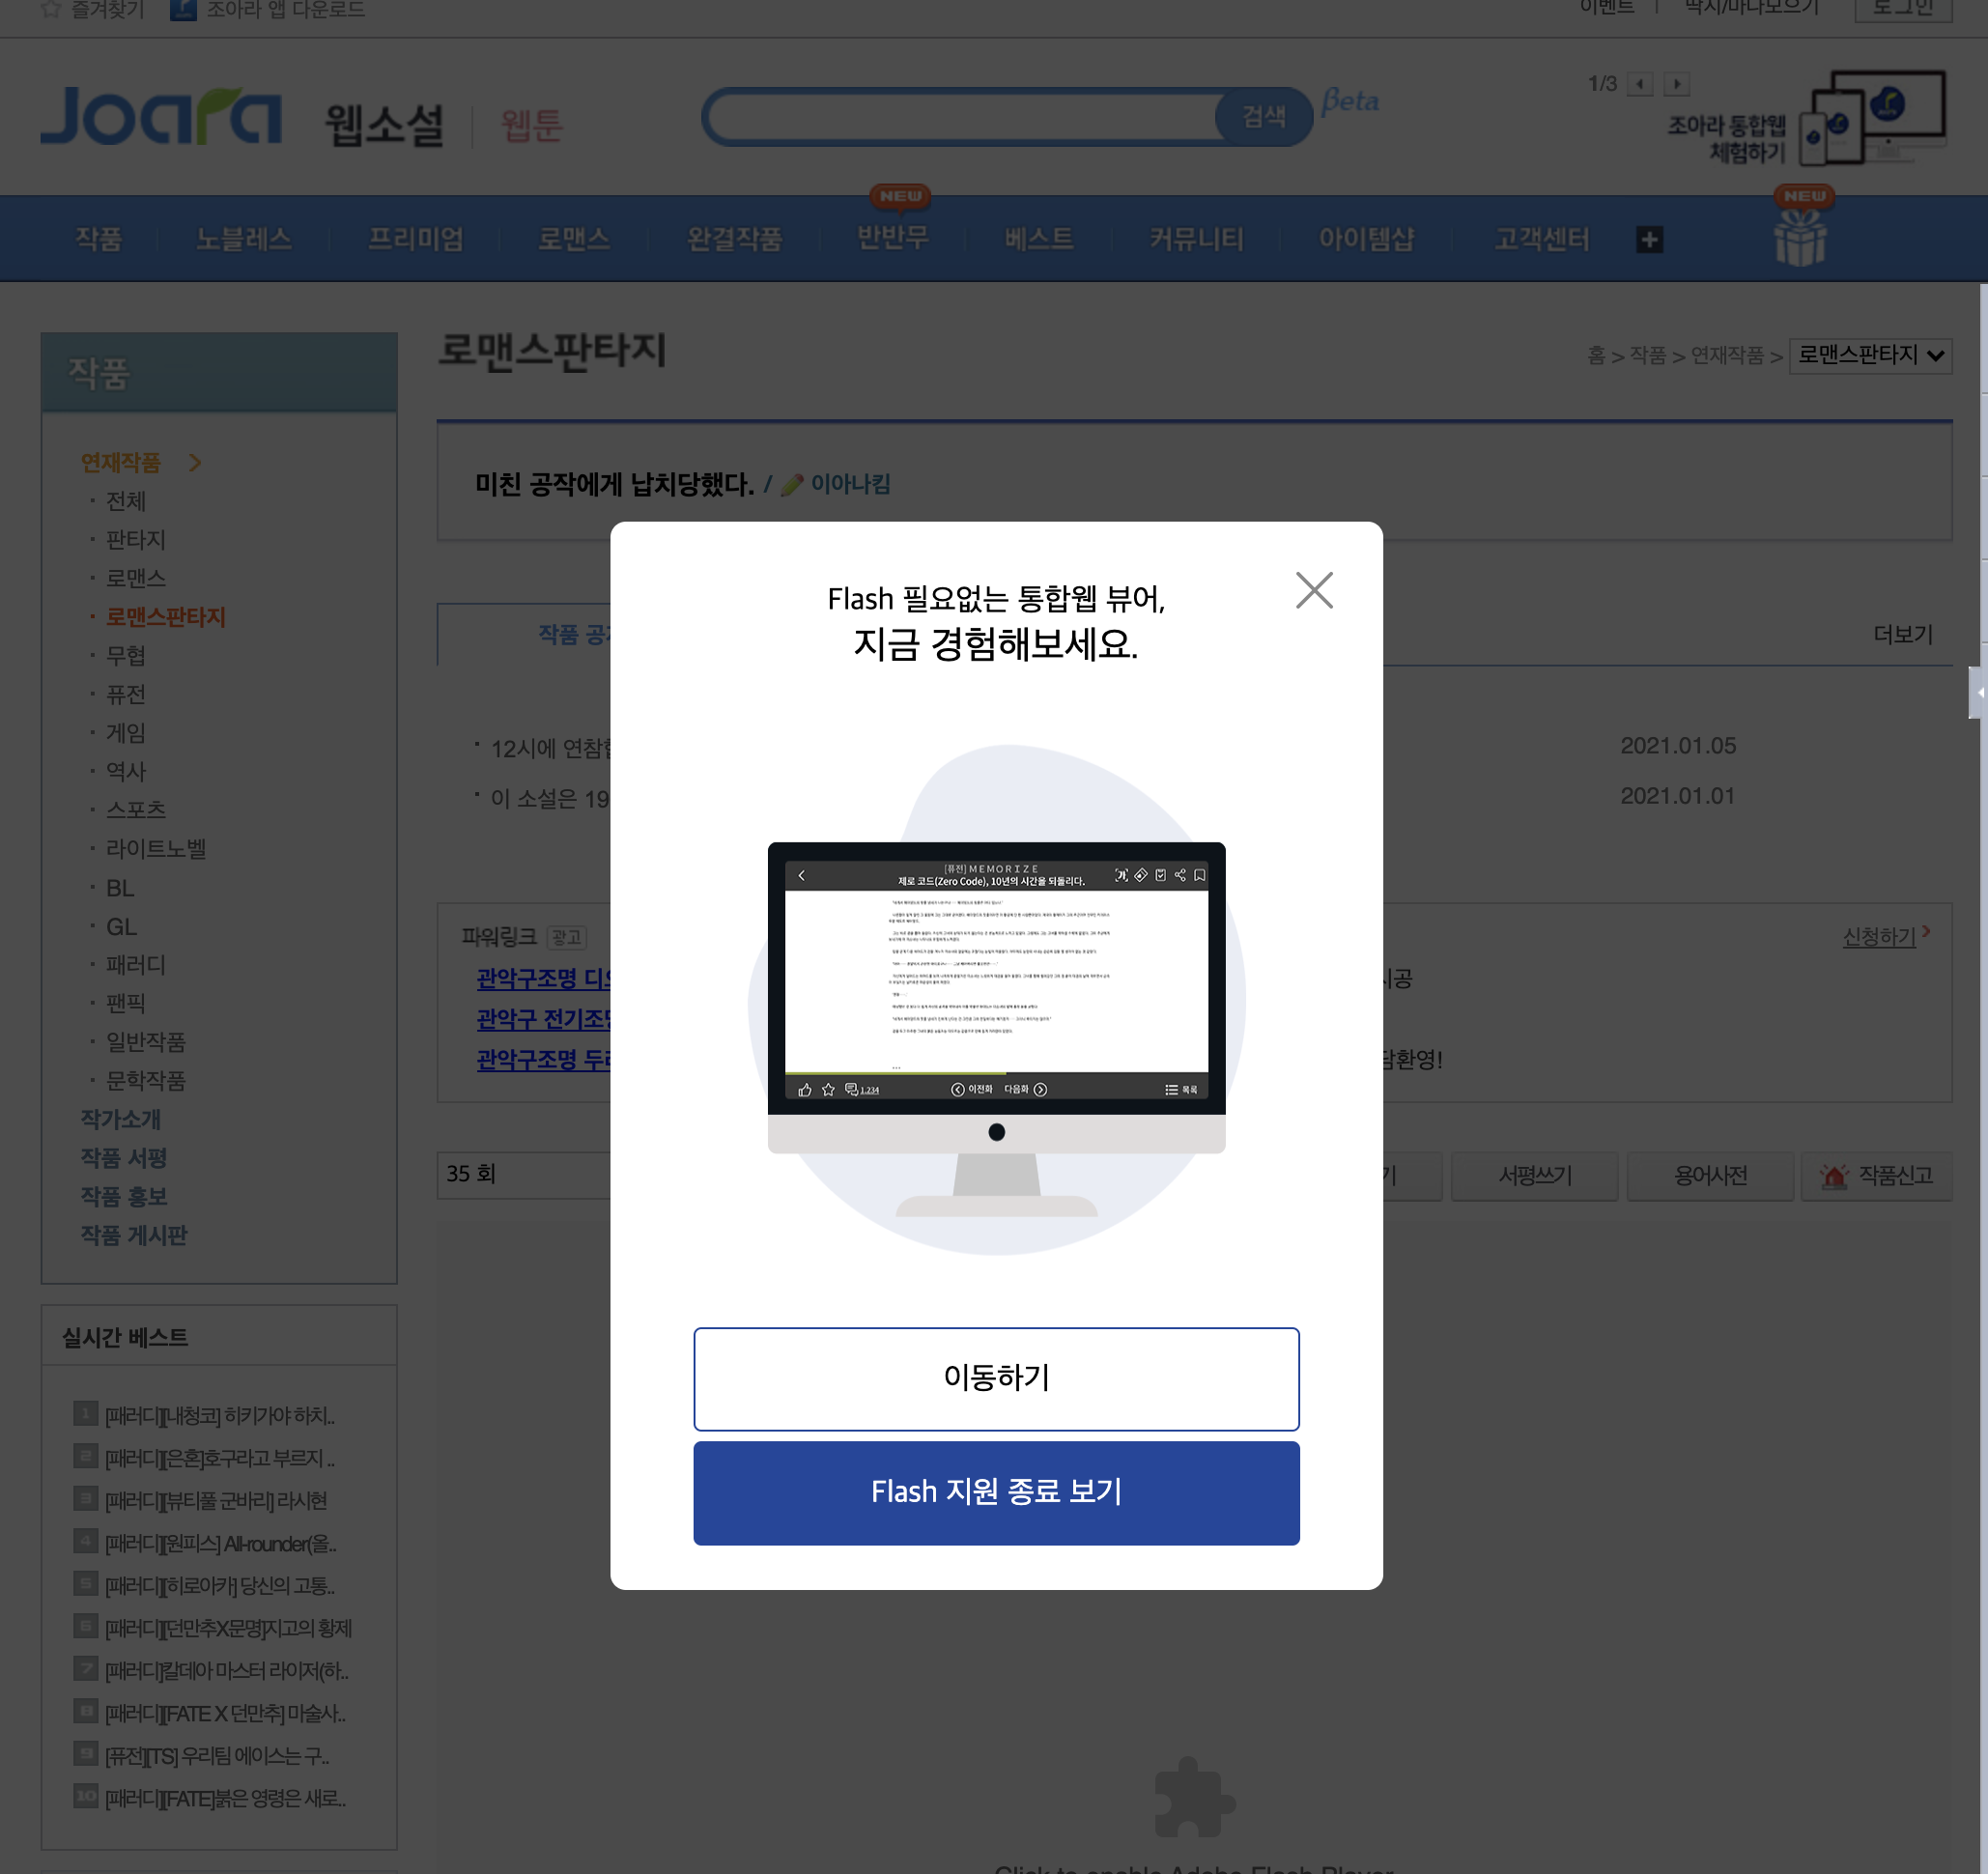 즐겨찾기 조아라 앱 다운로드
이벤트 | 딱지/마나모으기 로그인
Joara 웹소설 | 웹툰 검색 βeta 1/3
조아라 통합웹
체험하기
NEW NEW
작품 노블레스 프리미엄 로맨스 완결작품 반반무 베스트 커뮤니티 아이템샵 고객센터
작품
연재작품
· 전체
· 판타지
· 로맨스
· 로맨스판타지
· 무협
· 퓨전
· 게임
· 역사
· 스포츠
· 라이트노벨
· BL
· GL
· 패러디
· 팬픽
· 일반작품
· 문학작품
작가소개
작품 서평
작품 홍보
작품 게시판
실시간 베스트
1 [패러디][내청코] 히키가야 하치..
2 [패러디][은혼]호구라고 부르지 ..
3 [패러디][뷰티풀 군바리] 라시현
4 [패러디][원피스] All-rounder(올..
5 [패러디][히로아카] 당신의 고통..
6 [패러디][던만추X문명]지고의 황제
7 [패러디]칼데아 마스터 라이저(하..
8 [패러디][FATE X 던만추] 마술사..
9 [퓨전][TS] 우리팀 에이스는 구..
10 [패러디][FATE]붉은 영령은 새로..
로맨스판타지
홈 > 작품 > 연재작품 > 로맨스판타지
미친 공작에게 납치당했다. / 이아나킴
작품 공
더보기
· 12시에 연참 2021.01.05
· 이 소설은 19 2021.01.01
파워링크 광고 신청하기
관악구조명 디 시공
관악구 전기조
관악구조명 두 담환영!
35 회
기 서평쓰기 용어사전 작품신고
Flash 필요없는 통합웹 뷰어,
지금 경험해보세요.
[퓨전] M E M O R I Z E
제로 코드(Zero Code), 10년의 시간을 되돌리다.
1,234 이전화 다음화 목록
이동하기
Flash 지원 종료 보기
Click to enable Adobe Flash Player